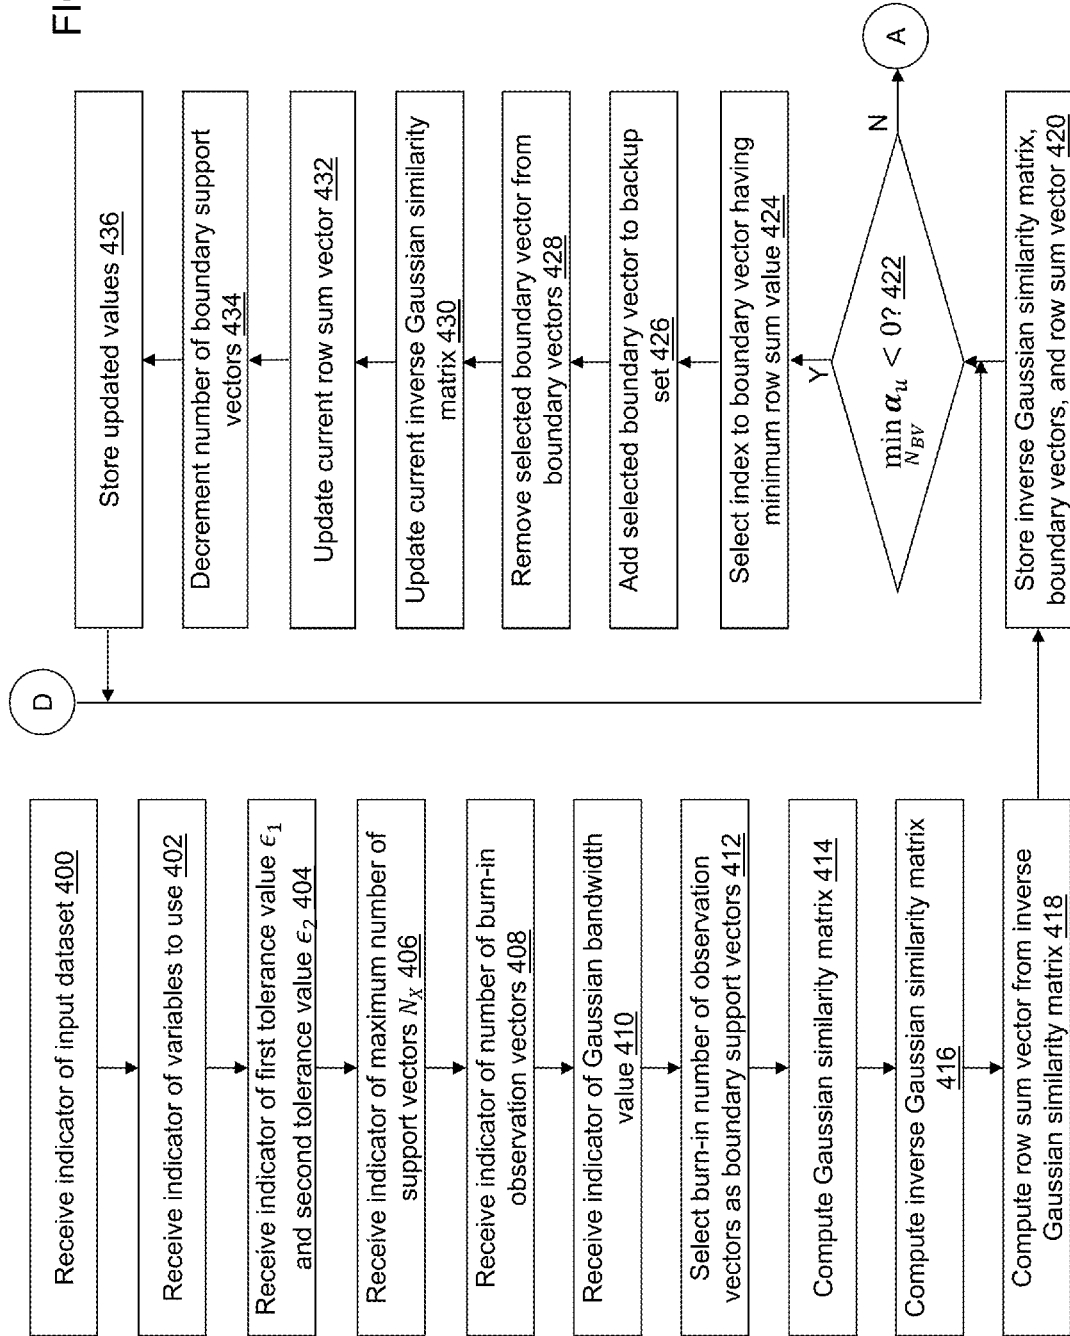 FI
Receive indicator of input dataset 400
Receive indicator of variables to use 402
Receive indicator of first tolerance value ϵ₁
and second tolerance value ϵ₂ 404
Receive indicator of maximum number of
support vectors N_X 406
Receive indicator of number of burn-in
observation vectors 408
Receive indicator of Gaussian bandwidth
value 410
Select burn-in number of observation
vectors as boundary support vectors 412
Compute Gaussian similarity matrix 414
Compute inverse Gaussian similarity matrix
416
Compute row sum vector from inverse
Gaussian similarity matrix 418
Store inverse Gaussian similarity matrix,
boundary vectors, and row sum vector 420
min α_u < 0? 422
N_BV
N
A
Y
Select index to boundary vector having
minimum row sum value 424
Add selected boundary vector to backup
set 426
Remove selected boundary vector from
boundary vectors 428
Update current inverse Gaussian similarity
matrix 430
Update current row sum vector 432
Decrement number of boundary support
vectors 434
Store updated values 436
D